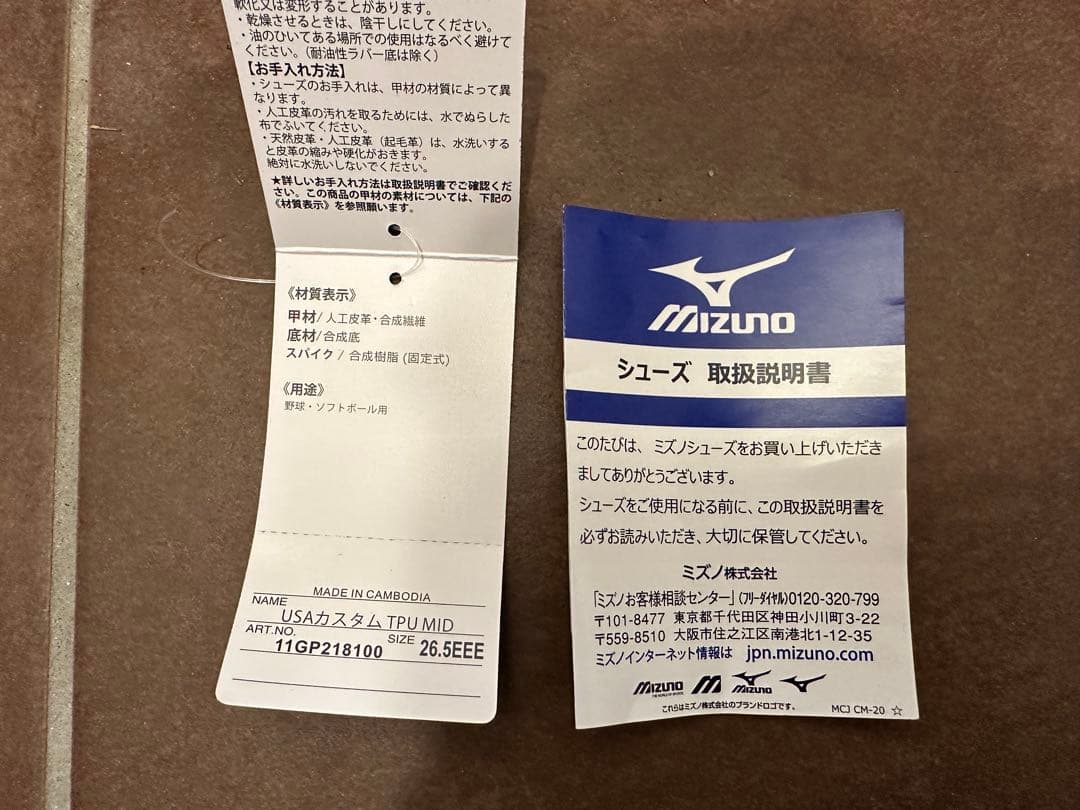 軟化又は変形することがあります。
・乾燥させるときは、陰干しにしてください。
・油のひいてある場所での使用はなるべく避けて
ください。(耐油性ラバー底は除く)
【お手入れ方法】
・シューズのお手入れは、甲材の材質によって異
なります。
・人工皮革の汚れを取るためには、水でぬらした
布でふいてください。
・天然皮革・人工皮革(起毛革)は、水洗いする
と皮革の縮みや硬化がおきます。
絶対に水洗いしないでください。
★詳しいお手入れ方法は取扱説明書でご確認くだ
さい。この商品の甲材の素材については、下記の
《材質表示》を参照願います。
《材質表示》
甲材/人工皮革・合成繊維
底材/合成底
スパイク / 合成樹脂 (固定式)
《用途》
野球・ソフトボール用
MADE IN CAMBODIA
NAME
USAカスタム TPU MID
ART.NO.
11GP218100
SIZE
26.5EEE
MIZUNO
シューズ 取扱説明書
このたびは、ミズノシューズをお買い上げいただき
ましてありがとうございます。
シューズをご使用になる前に、この取扱説明書を
必ずお読みいただき、大切に保管してください。
ミズノ株式会社
「ミズノお客様相談センター」(フリーダイヤル)0120-320-799
〒101-8477 東京都千代田区神田小川町3-22
〒559-8510 大阪市住之江区南港北1-12-35
ミズノインターネット情報は jpn.mizuno.com
MIZUNO
MIZUNO
これらはミズノ株式会社のブランドロゴです。
MCJ CM-20 ☆